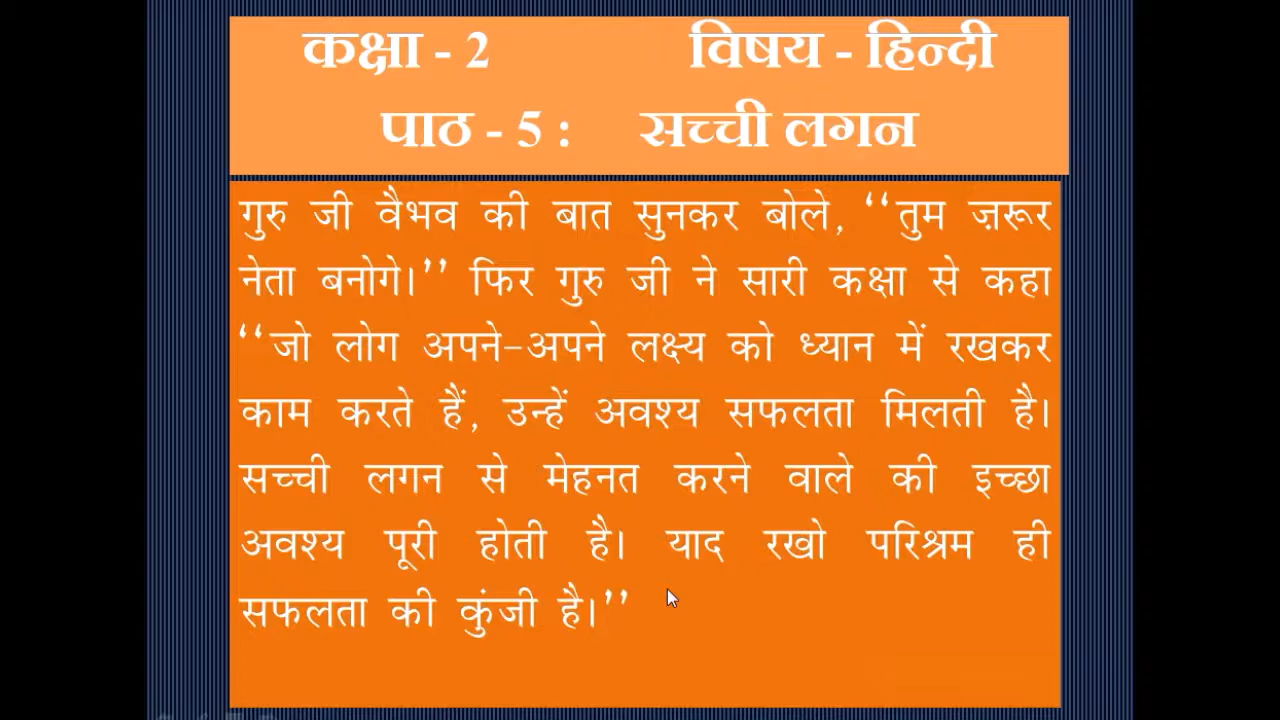 कक्षा - 2 विषय - हिन्दी
पाठ - 5 : सच्ची लगन
गुरु जी वैभव की बात सुनकर बोले, ‘‘तुम ज़रूर
नेता बनोगे।’’ फिर गुरु जी ने सारी कक्षा से कहा
‘‘जो लोग अपने-अपने लक्ष्य को ध्यान में रखकर
काम करते हैं, उन्हें अवश्य सफलता मिलती है।
सच्ची लगन से मेहनत करने वाले की इच्छा
अवश्य पूरी होती है। याद रखो परिश्रम ही
सफलता की कुंजी है।’’